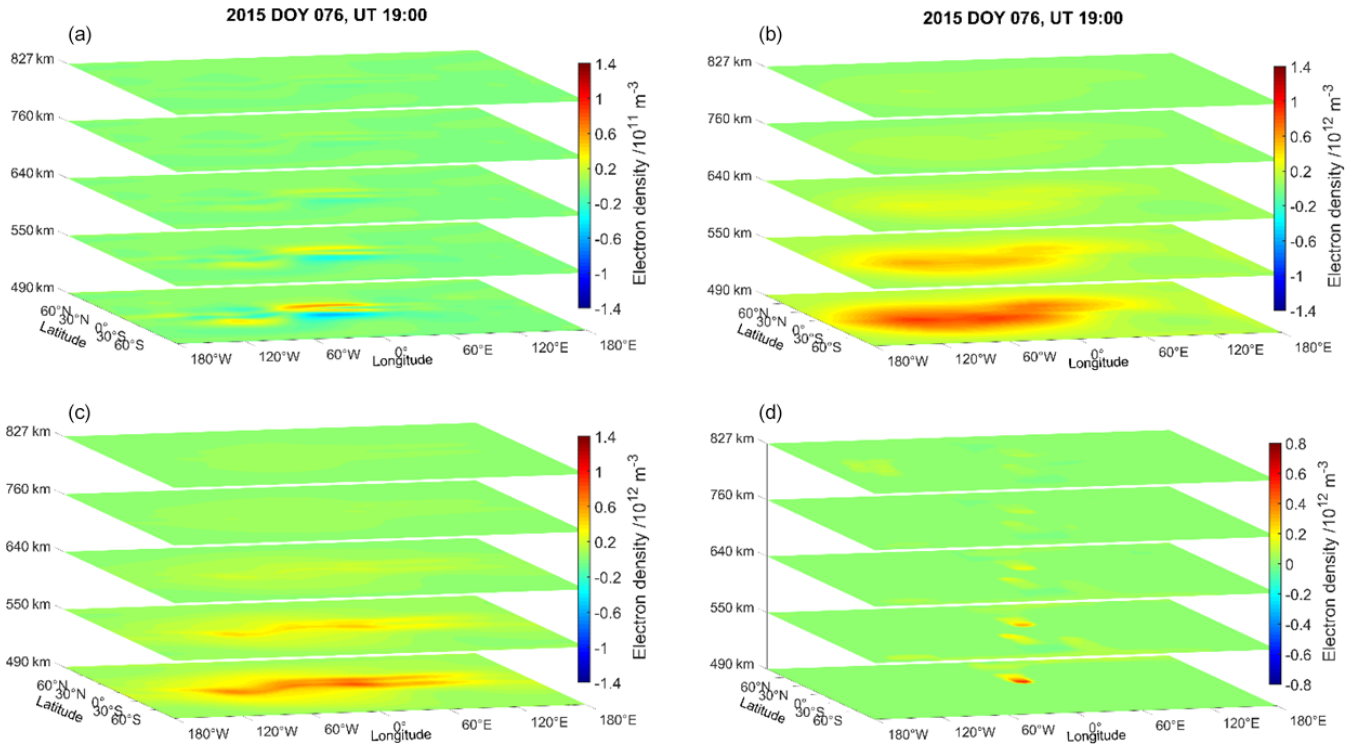 2015 DOY 076, UT 19:00
(a)
827 km
760 km
640 km
550 km
490 km
60°N
30°N
0°
30°S
60°S
Latitude
180°W
120°W
60°W
0°
60°E
120°E
180°E
Longitude
1.4
1
0.6
0.2
-0.2
-0.6
-1
-1.4
Electron density /10¹¹ m⁻³
2015 DOY 076, UT 19:00
(b)
827 km
760 km
640 km
550 km
490 km
60°N
30°N
0°
30°S
60°S
Latitude
180°W
120°W
60°W
0°
60°E
120°E
180°E
Longitude
1.4
1
0.6
0.2
-0.2
-0.6
-1
-1.4
Electron density /10¹² m⁻³
(c)
827 km
760 km
640 km
550 km
490 km
60°N
30°N
0°
30°S
60°S
Latitude
180°W
120°W
60°W
0°
60°E
120°E
180°E
Longitude
1.4
1
0.6
0.2
-0.2
-0.6
-1
-1.4
Electron density /10¹² m⁻³
(d)
827 km
760 km
640 km
550 km
490 km
60°N
30°N
0°
30°S
60°S
Latitude
180°W
120°W
60°W
0°
60°E
120°E
180°E
Longitude
0.8
0.6
0.4
0.2
0
-0.2
-0.4
-0.6
-0.8
Electron density /10¹² m⁻³